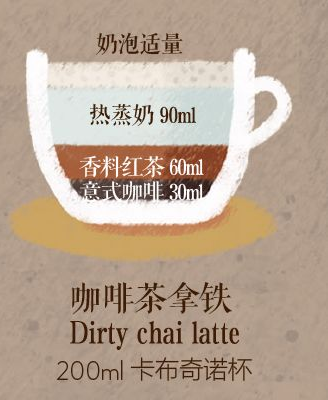 奶泡适量
热蒸奶 90ml
香料红茶 60ml
意式咖啡 30ml
咖啡茶拿铁
Dirty chai latte
200ml 卡布奇诺杯